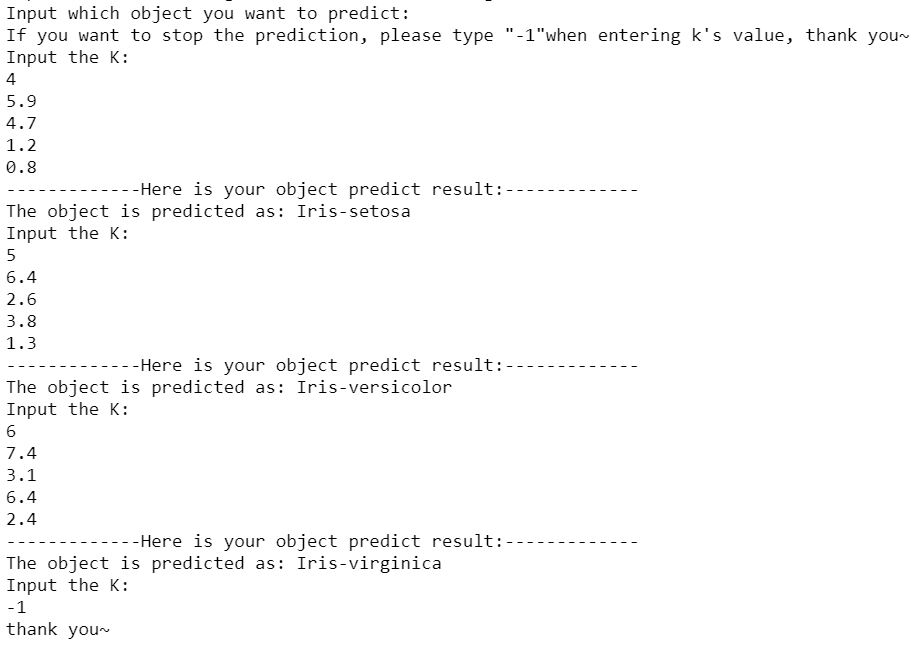 Input which object you want to predict:
If you want to stop the prediction, please type "-1"when entering k's value, thank you~
Input the K:
4
5.9
4.7
1.2
0.8
-------------Here is your object predict result:-------------
The object is predicted as: Iris-setosa
Input the K:
5
6.4
2.6
3.8
1.3
-------------Here is your object predict result:-------------
The object is predicted as: Iris-versicolor
Input the K:
6
7.4
3.1
6.4
2.4
-------------Here is your object predict result:-------------
The object is predicted as: Iris-virginica
Input the K:
-1
thank you~